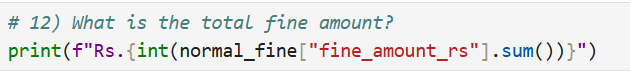 # 12) What is the total fine amount?
print(f"Rs.{int(normal_fine["fine_amount_rs"].sum())}")